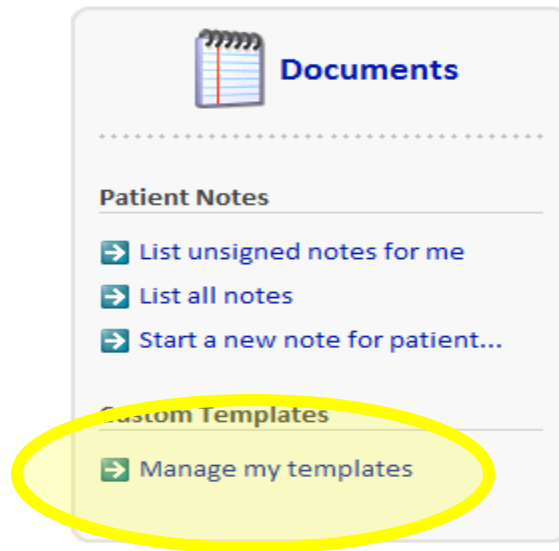 Documents
Patient Notes
List unsigned notes for me
List all notes
Start a new note for patient...
Custom Templates
Manage my templates